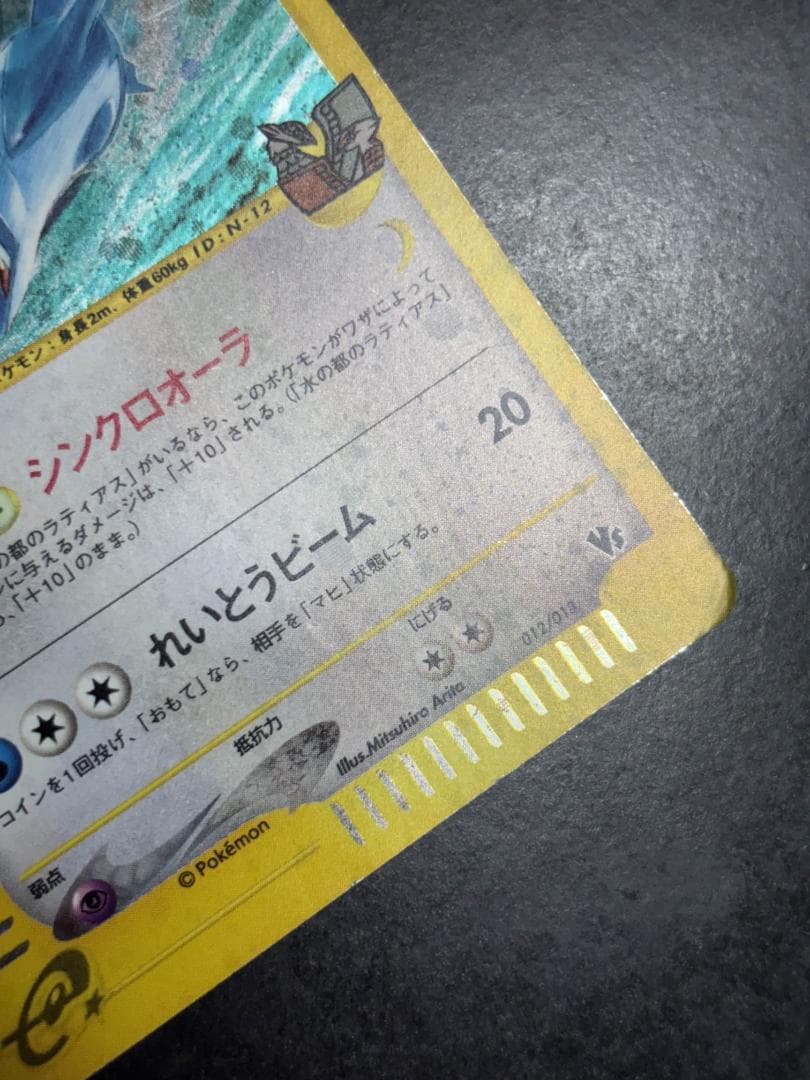 ケモン：身長2m、体重60kg ID:N-12
シンクロオーラ
の都のラティアス」がいるなら、このポケモンがワザによって
ンに与えるダメージは、「＋10」される。（「水の都のラティアス」
ら、「＋10」のまま。）
れいとうビーム 20
コインを1回投げ、「おもて」なら、相手を「マヒ」状態にする。
弱点
抵抗力
にげる
Illus.Mitsuhiro Arita
012/018
VS
©Pokémon
e